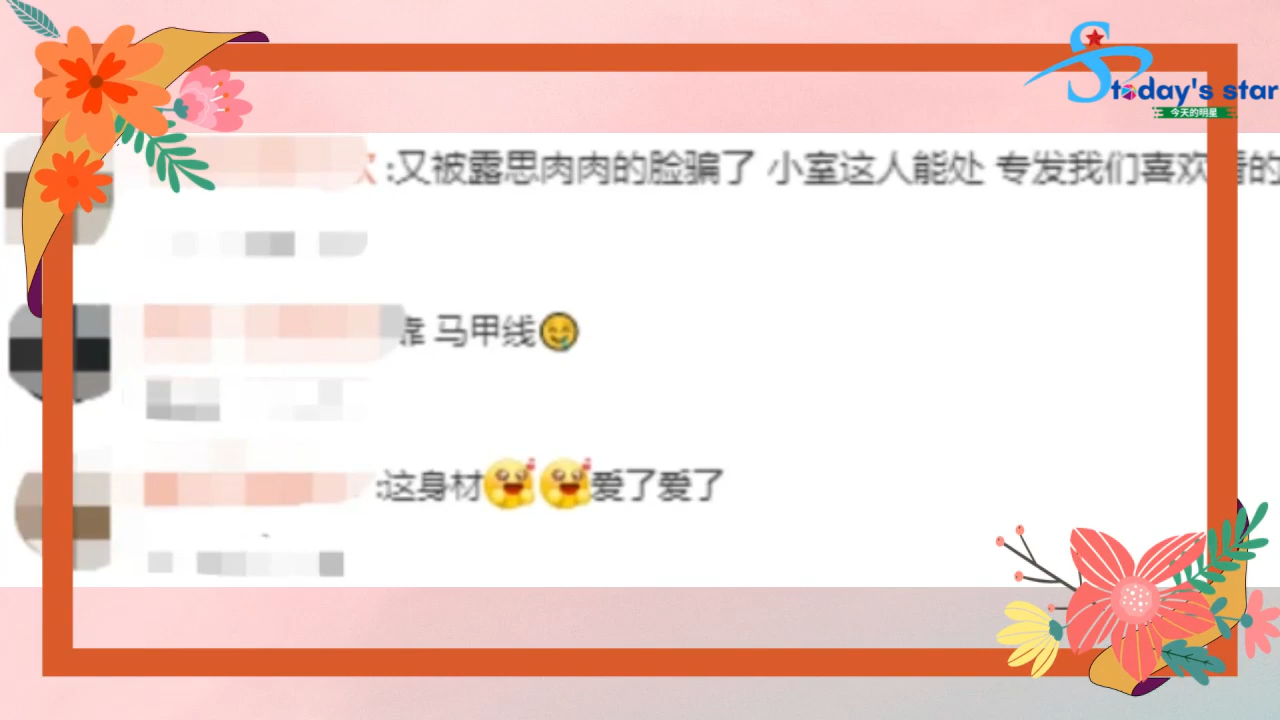 today's star
今天的明星
:又被露思肉肉的脸骗了 小室这人能处 专发我们喜欢看的
靠 马甲线
:这身材爱了爱了